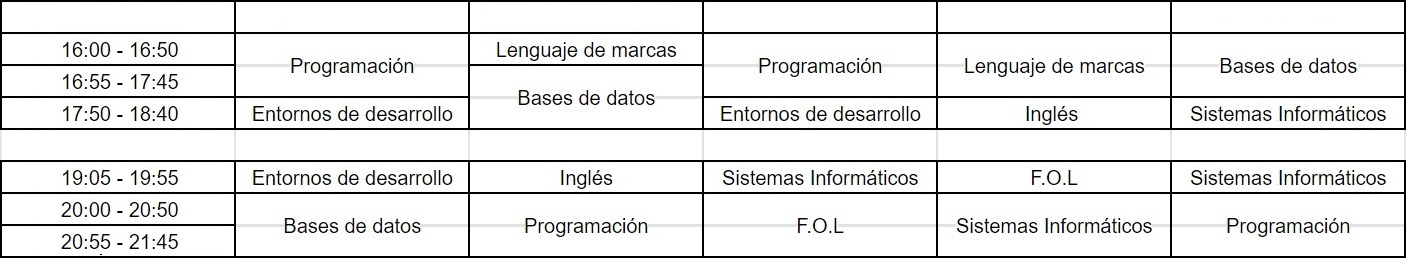 16:00 - 16:50 Lenguaje de marcas
Programación Programación Lenguaje de marcas Bases de datos
16:55 - 17:45
Bases de datos
17:50 - 18:40 Entornos de desarrollo Entornos de desarrollo Inglés Sistemas Informáticos
19:05 - 19:55 Entornos de desarrollo Inglés Sistemas Informáticos F.O.L Sistemas Informáticos
20:00 - 20:50
Bases de datos Programación F.O.L Sistemas Informáticos Programación
20:55 - 21:45